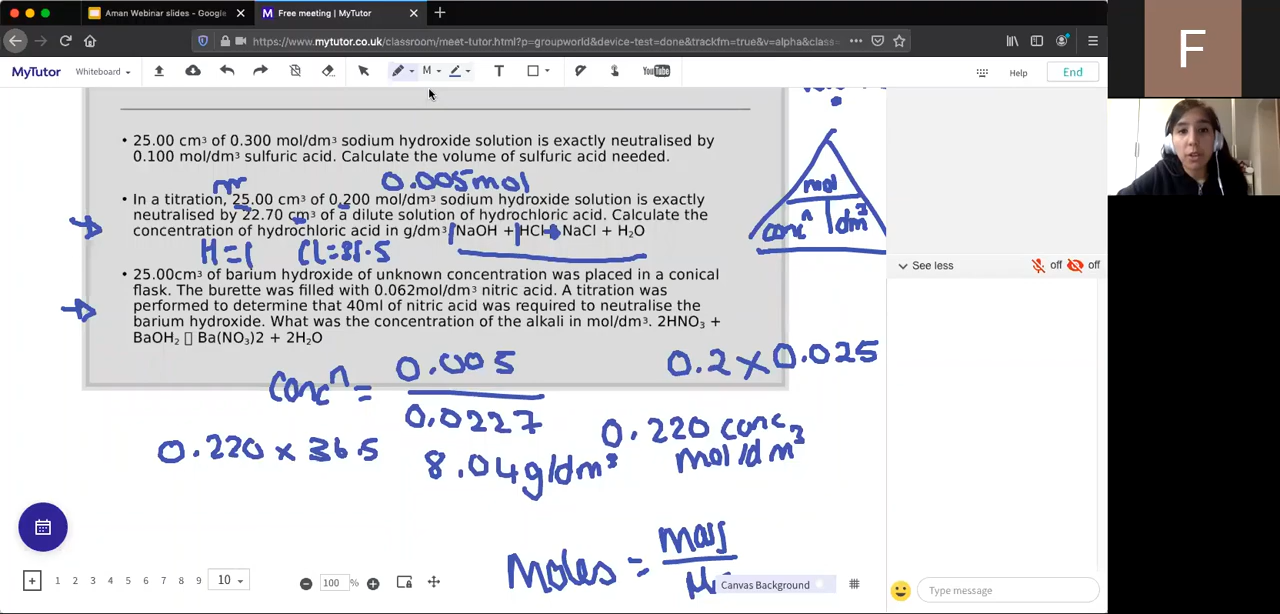 Aman Webinar slides - Google
Free meeting | MyTutor
https://www.mytutor.co.uk/classroom/meet-tutor.html?p=groupworld&device-test=done&trackfm=true&v=alpha&class=
MyTutor
Whiteboard
M
T
YouTube
Help
End
F
• 25.00 cm³ of 0.300 mol/dm³ sodium hydroxide solution is exactly neutralised by
0.100 mol/dm³ sulfuric acid. Calculate the volume of sulfuric acid needed.
0.005mol
• In a titration, 25.00 cm³ of 0.200 mol/dm³ sodium hydroxide solution is exactly
neutralised by 22.70 cm³ of a dilute solution of hydrochloric acid. Calculate the
concentration of hydrochloric acid in g/dm³ NaOH + HCl → NaCl + H₂O
H=1 Cl=35.5
• 25.00cm³ of barium hydroxide of unknown concentration was placed in a conical
flask. The burette was filled with 0.062mol/dm³ nitric acid. A titration was
performed to determine that 40ml of nitric acid was required to neutralise the
barium hydroxide. What was the concentration of the alkali in mol/dm³. 2HNO₃ +
BaOH₂ ▯ Ba(NO₃)2 + 2H₂O
mol
concⁿ dm³
concⁿ = 0.005
0.0227
0.2 x 0.025
0.220 x 36.5
8.04g/dm³
0.220 conc
mol/dm³
Moles = mass
Canvas Background
See less
off
off
1 2 3 4 5 6 7 8 9 10
100
Type message